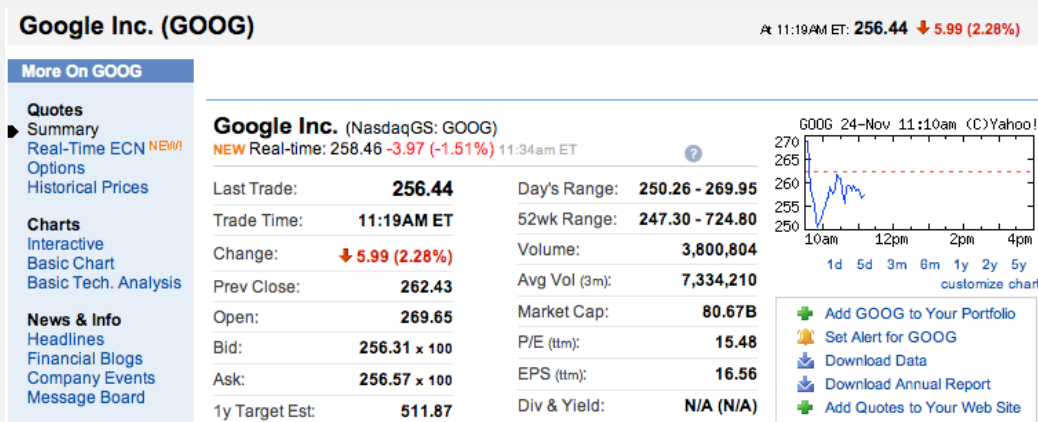 Google Inc. (GOOG)
At 11:19AM ET: 256.44 5.99 (2.28%)
More On GOOG
Quotes
Summary
Real-Time ECN NEW!
Options
Historical Prices
Charts
Interactive
Basic Chart
Basic Tech. Analysis
News & Info
Headlines
Financial Blogs
Company Events
Message Board
Google Inc. (NasdaqGS: GOOG)
NEW Real-time: 258.46 -3.97 (-1.51%) 11:34am ET
?
Last Trade: 256.44
Trade Time: 11:19AM ET
Change: 5.99 (2.28%)
Prev Close: 262.43
Open: 269.65
Bid: 256.31 x 100
Ask: 256.57 x 100
1y Target Est: 511.87
Day's Range: 250.26 - 269.95
52wk Range: 247.30 - 724.80
Volume: 3,800,804
Avg Vol (3m): 7,334,210
Market Cap: 80.67B
P/E (ttm): 15.48
EPS (ttm): 16.56
Div & Yield: N/A (N/A)
GOOG 24-Nov 11:10am (C)Yahoo!
270
265
260
255
250
10am 12pm 2pm 4pm
1d 5d 3m 6m 1y 2y 5y
customize chart
Add GOOG to Your Portfolio
Set Alert for GOOG
Download Data
Download Annual Report
Add Quotes to Your Web Site